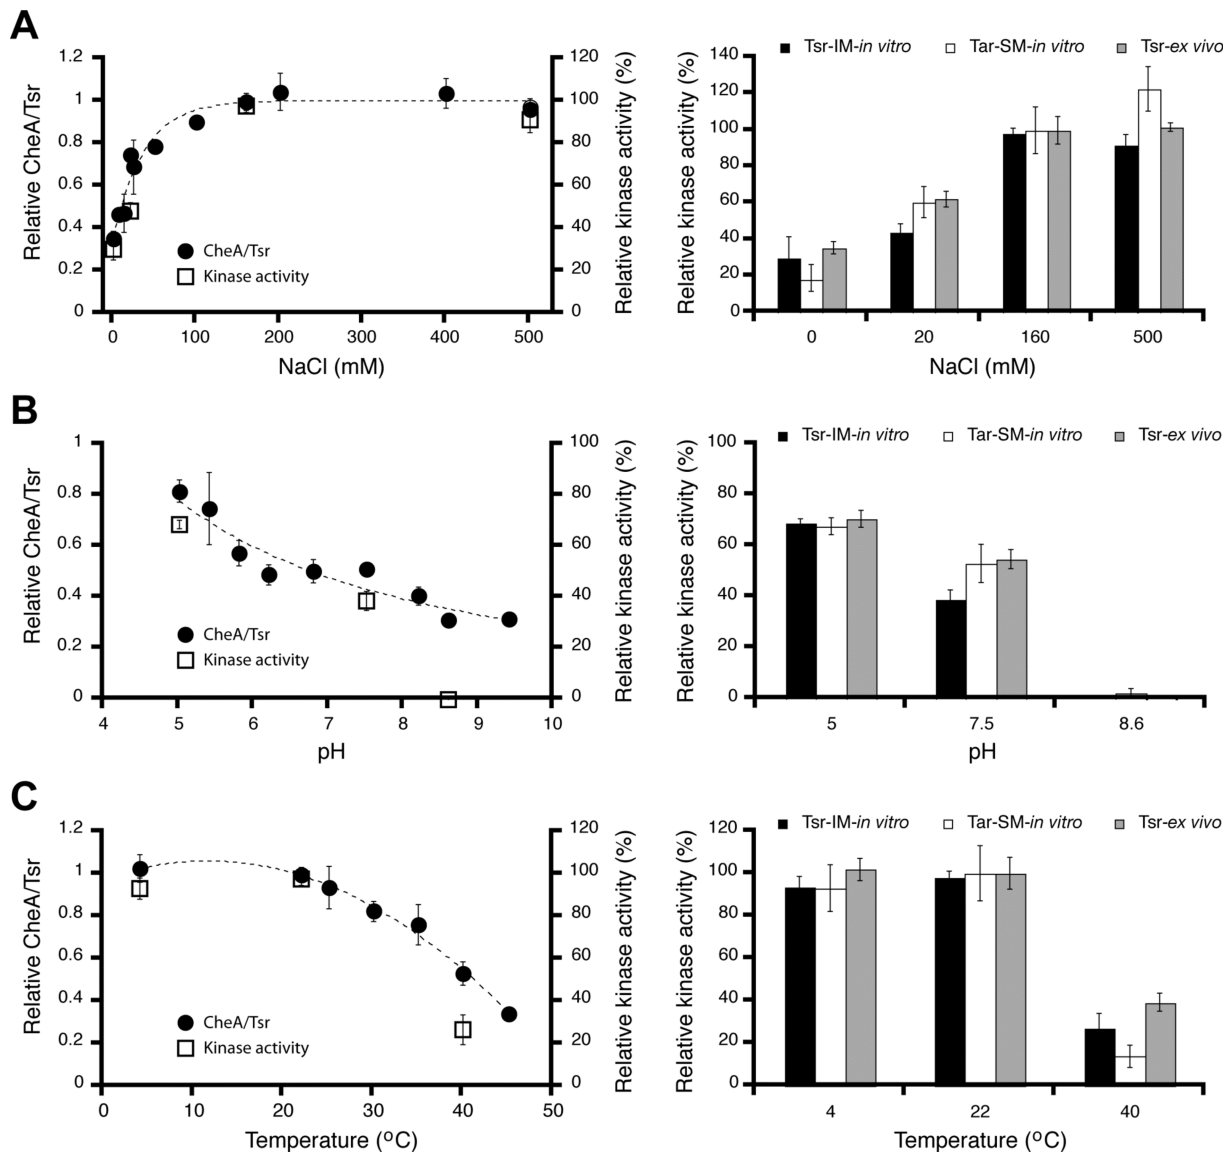 A
Relative CheA/Tsr
1.2
1
0.8
0.6
0.4
0.2
0
120
100
80
60
40
20
0
Relative kinase activity (%)
CheA/Tsr
Kinase activity
0 100 200 300 400 500
NaCl (mM)
Tsr-IM-in vitro Tar-SM-in vitro Tsr-ex vivo
Relative kinase activity (%)
140
120
100
80
60
40
20
0
0 20 160 500
NaCl (mM)
B
Relative CheA/Tsr
1
0.8
0.6
0.4
0.2
0
100
80
60
40
20
0
Relative kinase activity (%)
CheA/Tsr
Kinase activity
4 5 6 7 8 9 10
pH
Tsr-IM-in vitro Tar-SM-in vitro Tsr-ex vivo
Relative kinase activity (%)
100
80
60
40
20
0
5 7.5 8.6
pH
C
Relative CheA/Tsr
1.2
1
0.8
0.6
0.4
0.2
0
120
100
80
60
40
20
0
Relative kinase activity (%)
CheA/Tsr
Kinase activity
0 10 20 30 40 50
Temperature (oC)
Tsr-IM-in vitro Tar-SM-in vitro Tsr-ex vivo
Relative kinase activity (%)
120
100
80
60
40
20
0
4 22 40
Temperature (oC)